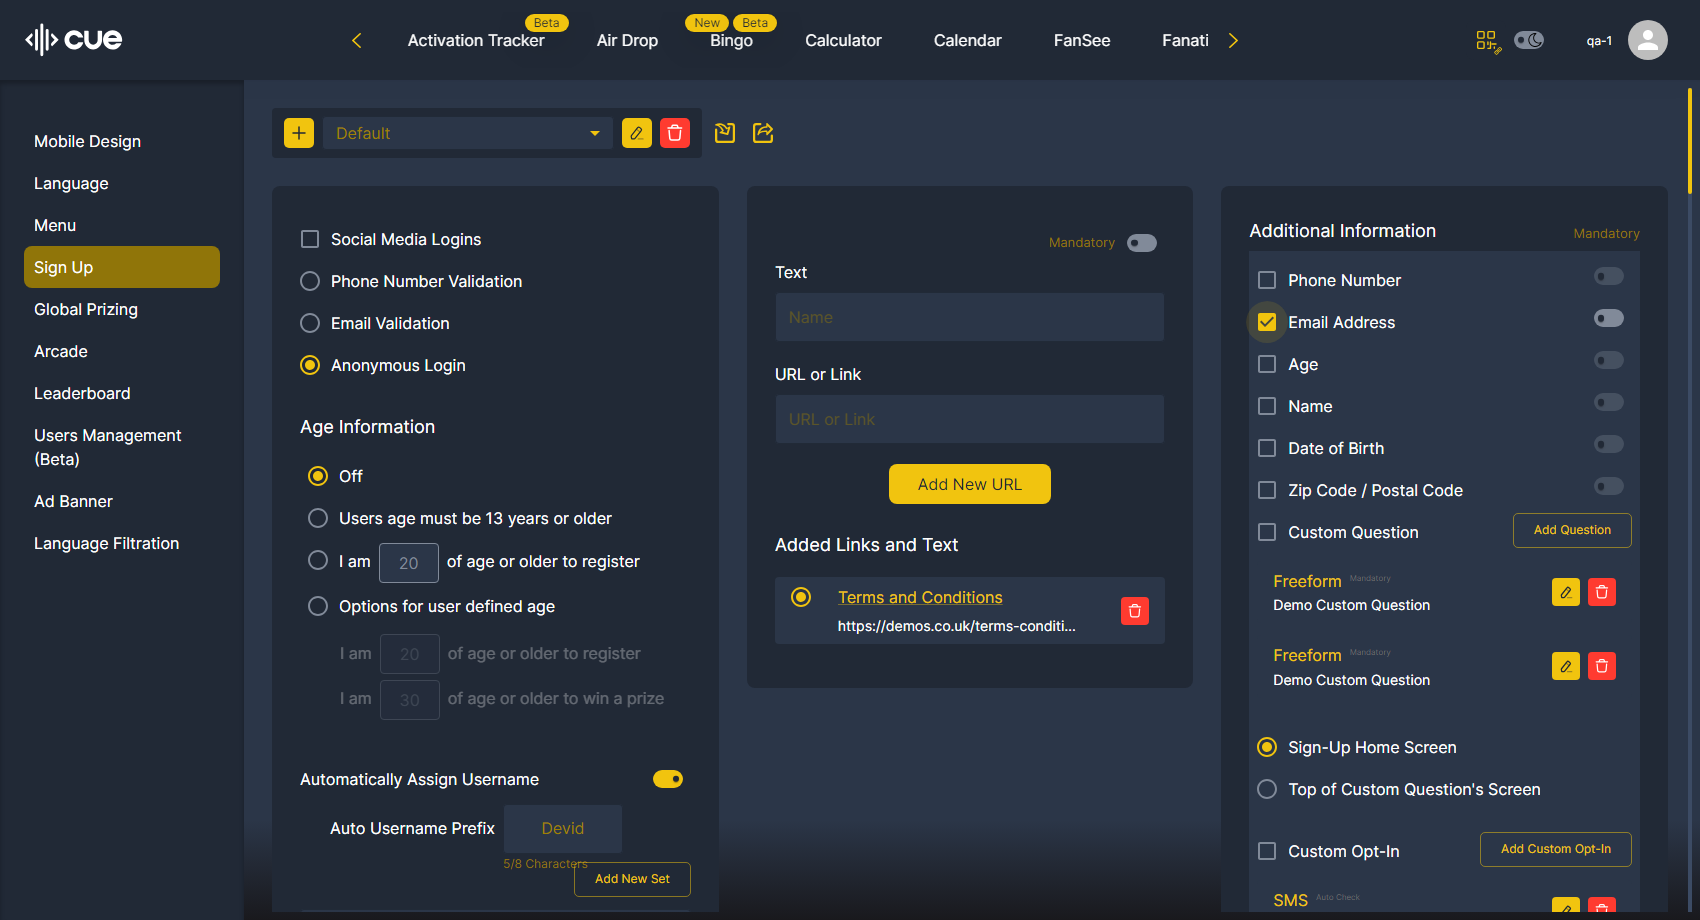 cue
Activation Tracker
Beta
Air Drop
New
Beta
Bingo
Calculator
Calendar
FanSee
Fanati
qa-1
Mobile Design
Language
Menu
Sign Up
Global Prizing
Arcade
Leaderboard
Users Management
(Beta)
Ad Banner
Language Filtration
Default
Social Media Logins
Phone Number Validation
Email Validation
Anonymous Login
Age Information
Off
Users age must be 13 years or older
I am 20 of age or older to register
Options for user defined age
I am 20 of age or older to register
I am 30 of age or older to win a prize
Automatically Assign Username
Auto Username Prefix Devid
5/8 Characters
Add New Set
Mandatory
Text
Name
URL or Link
URL or Link
Add New URL
Added Links and Text
Terms and Conditions
https://demos.co.uk/terms-conditi...
Additional Information Mandatory
Phone Number
Email Address
Age
Name
Date of Birth
Zip Code / Postal Code
Custom Question Add Question
Freeform Mandatory
Demo Custom Question
Freeform Mandatory
Demo Custom Question
Sign-Up Home Screen
Top of Custom Question's Screen
Custom Opt-In Add Custom Opt-In
SMS Auto Check